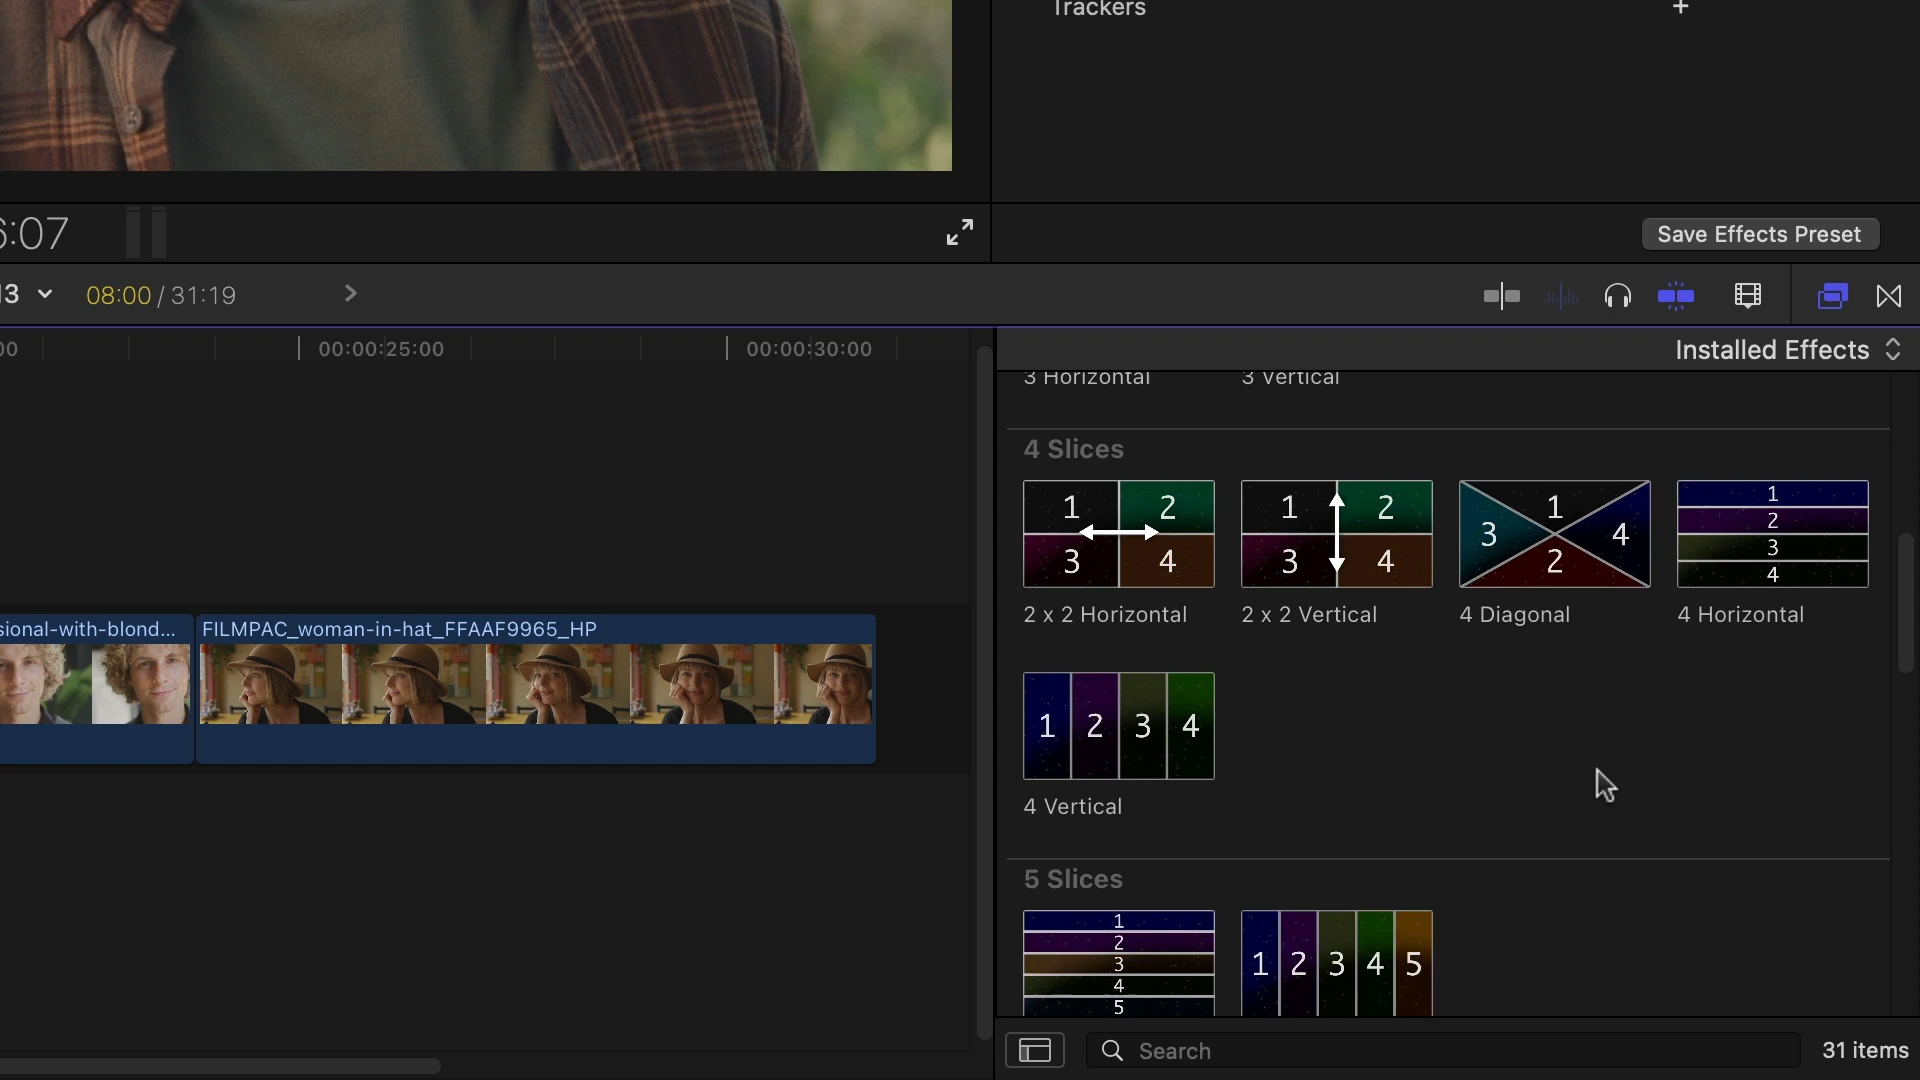 Trackers +
6:07
Save Effects Preset
13 08:00 / 31:19
00 00:00:25:00 00:00:30:00
Installed Effects
3 Horizontal 3 Vertical
4 Slices
1 2 3 4
1 2 3 4
1 3 4 2
1
2
3
4
2 x 2 Horizontal 2 x 2 Vertical 4 Diagonal 4 Horizontal
sional-with-blond... FILMPAC_woman-in-hat_FFAAF9965_HP
1 2 3 4
4 Vertical
5 Slices
1
2
3
4
5
1 2 3 4 5
Search 31 items